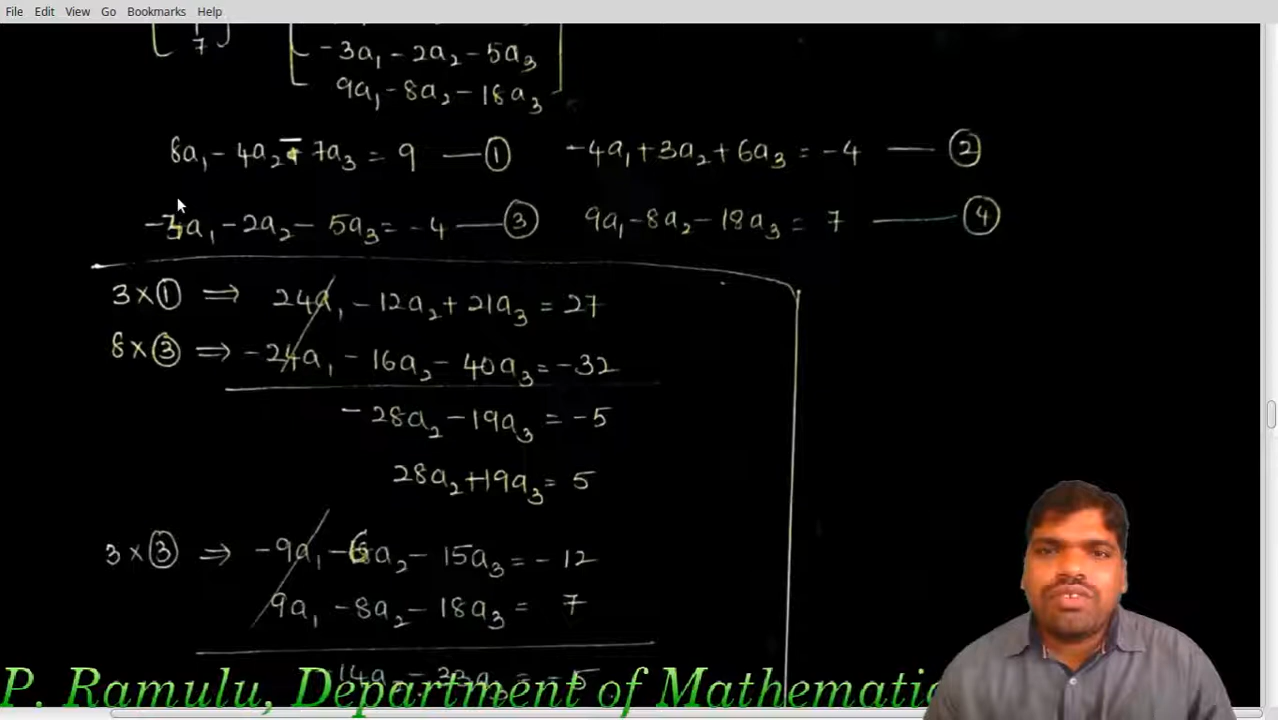 File Edit View Go Bookmarks Help
7
-3a₁ - 2a₂ - 5a₃
9a₁ - 8a₂ - 18a₃
8a₁ - 4a₂ - 7a₃ = 9 — ①
-4a₁ + 3a₂ + 6a₃ = -4 — ②
-3a₁ - 2a₂ - 5a₃ = -4 — ③
9a₁ - 8a₂ - 18a₃ = 7 — ④
3 × ① ⇒ 24a₁ - 12a₂ + 21a₃ = 27
8 × ③ ⇒ -24a₁ - 16a₂ - 40a₃ = -32
- 28a₂ - 19a₃ = -5
28a₂ + 19a₃ = 5
3 × ③ ⇒ -9a₁ - 6a₂ - 15a₃ = -12
9a₁ - 8a₂ - 18a₃ = 7
P. Ramulu, Department of Mathematic